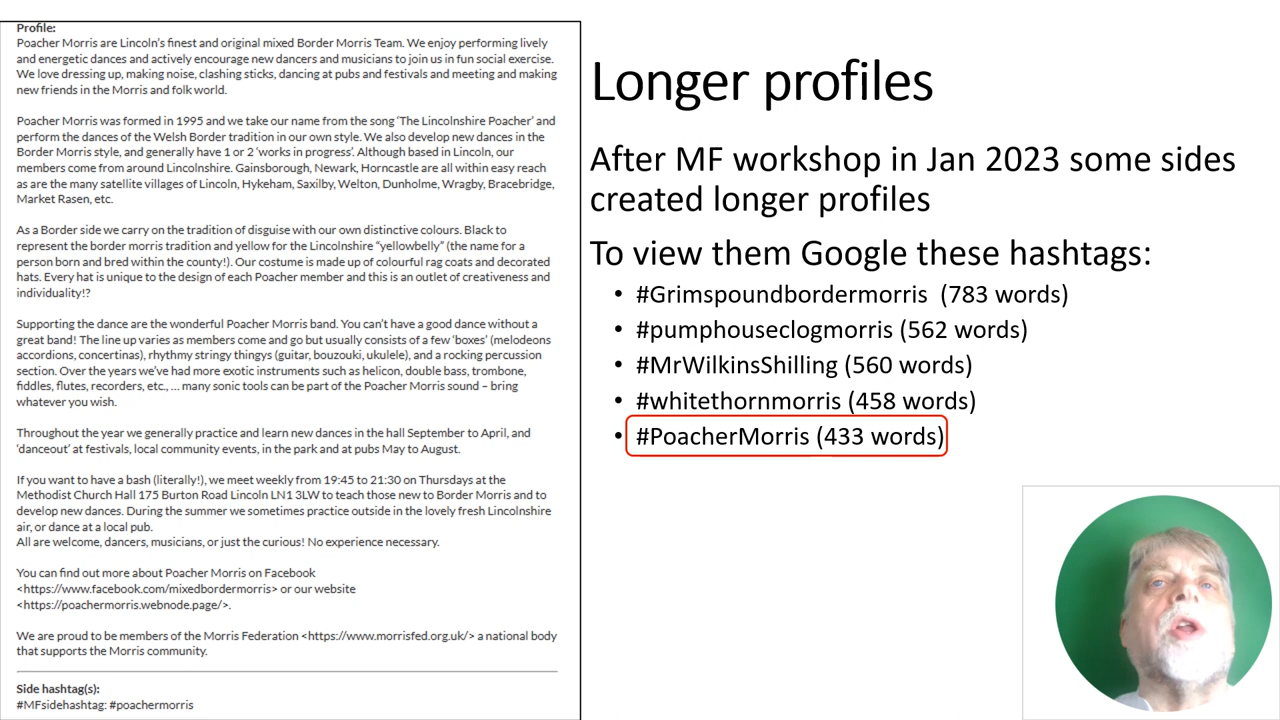 Profile:
Poacher Morris are Lincoln's finest and original mixed Border Morris Team. We enjoy performing lively
and energetic dances and actively encourage new dancers and musicians to join us in fun social exercise.
We love dressing up, making noise, clashing sticks, dancing at pubs and festivals and meeting and making
new friends in the Morris and folk world.
Poacher Morris was formed in 1995 and we take our name from the song 'The Lincolnshire Poacher' and
perform the dances of the Welsh Border tradition in our own style. We also develop new dances in the
Border Morris style, and generally have 1 or 2 'works in progress'. Although based in Lincoln, our
members come from around Lincolnshire. Gainsborough, Newark, Horncastle are all within easy reach
as are the many satellite villages of Lincoln, Hykeham, Saxilby, Welton, Dunholme, Wragby, Bracebridge,
Market Rasen, etc.
As a Border side we carry on the tradition of disguise with our own distinctive colours. Black to
represent the border morris tradition and yellow for the Lincolnshire "yellowbelly" (the name for a
person born and bred within the county!). Our costume is made up of colourful rag coats and decorated
hats. Every hat is unique to the design of each Poacher member and this is an outlet of creativeness and
individuality!?
Supporting the dance are the wonderful Poacher Morris band. You can't have a good dance without a
great band! The line up varies as members come and go but usually consists of a few 'boxes' (melodeons
accordions, concertinas), rhythmy stringy thingys (guitar, bouzouki, ukulele), and a rocking percussion
section. Over the years we've had more exotic instruments such as helicon, double bass, trombone,
fiddles, flutes, recorders, etc., ... many sonic tools can be part of the Poacher Morris sound – bring
whatever you wish.
Throughout the year we generally practice and learn new dances in the hall September to April, and
'danceout' at festivals, local community events, in the park and at pubs May to August.
If you want to have a bash (literally!), we meet weekly from 19:45 to 21:30 on Thursdays at the
Methodist Church Hall 175 Burton Road Lincoln LN1 3LW to teach those new to Border Morris and to
develop new dances. During the summer we sometimes practice outside in the lovely fresh Lincolnshire
air, or dance at a local pub.
All are welcome, dancers, musicians, or just the curious! No experience necessary.
You can find out more about Poacher Morris on Facebook
<https://www.facebook.com/mixedbordermorris> or our website
<https://poachermorris.webnode.page/>.
We are proud to be members of the Morris Federation <https://www.morrisfed.org.uk/> a national body
that supports the Morris community.
Side hashtag(s):
#MFsidehashtag: #poachermorris
Longer profiles
After MF workshop in Jan 2023 some sides
created longer profiles
To view them Google these hashtags:
• #Grimspoundbordermorris (783 words)
• #pumphouseclogmorris (562 words)
• #MrWilkinsShilling (560 words)
• #whitethornmorris (458 words)
• #PoacherMorris (433 words)